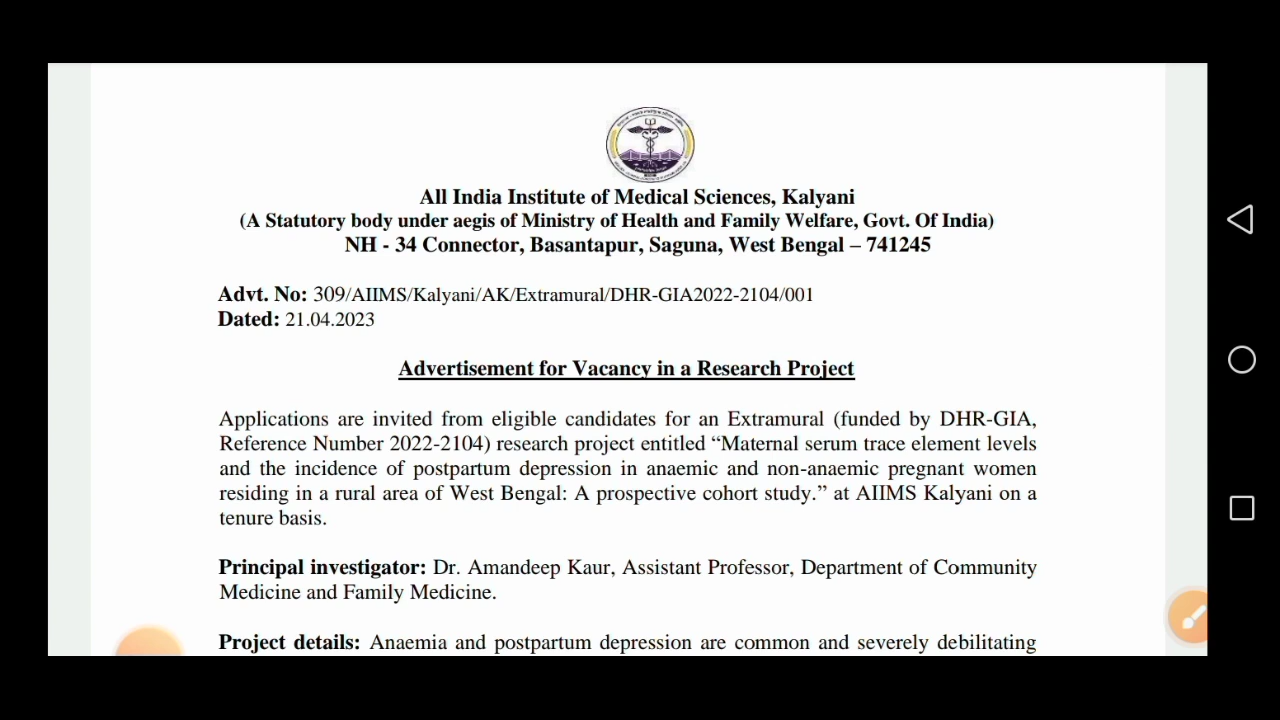 All India Institute of Medical Sciences, Kalyani
(A Statutory body under aegis of Ministry of Health and Family Welfare, Govt. Of India)
NH - 34 Connector, Basantapur, Saguna, West Bengal – 741245
Advt. No: 309/AIIMS/Kalyani/AK/Extramural/DHR-GIA2022-2104/001
Dated: 21.04.2023
Advertisement for Vacancy in a Research Project
Applications are invited from eligible candidates for an Extramural (funded by DHR-GIA,
Reference Number 2022-2104) research project entitled “Maternal serum trace element levels
and the incidence of postpartum depression in anaemic and non-anaemic pregnant women
residing in a rural area of West Bengal: A prospective cohort study.” at AIIMS Kalyani on a
tenure basis.
Principal investigator: Dr. Amandeep Kaur, Assistant Professor, Department of Community
Medicine and Family Medicine.
Project details: Anaemia and postpartum depression are common and severely debilitating